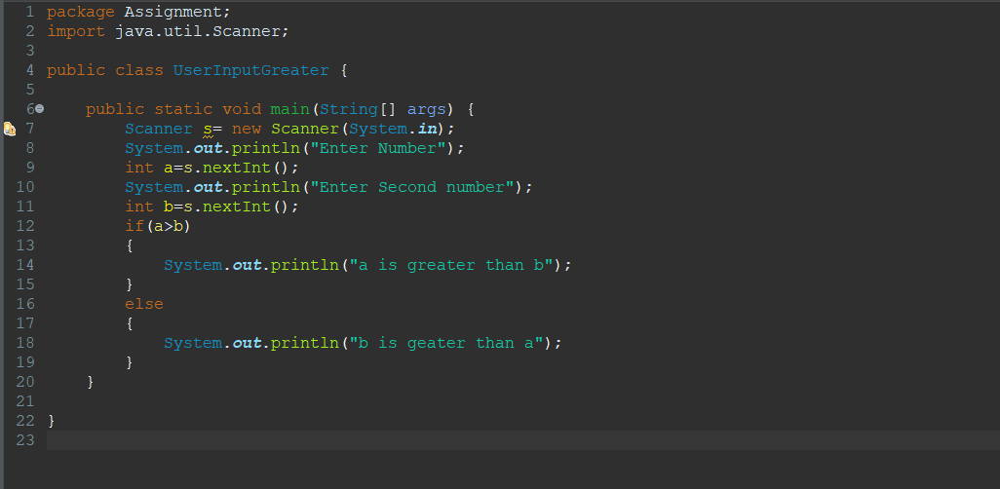 1 package Assignment;
2 import java.util.Scanner;
3
4 public class UserInputGreater {
5
6     public static void main(String[] args) {
7         Scanner s= new Scanner(System.in);
8         System.out.println("Enter Number");
9         int a=s.nextInt();
10         System.out.println("Enter Second number");
11         int b=s.nextInt();
12         if(a>b)
13         {
14             System.out.println("a is greater than b");
15         }
16         else
17         {
18             System.out.println("b is geater than a");
19         }
20     }
21
22 }
23